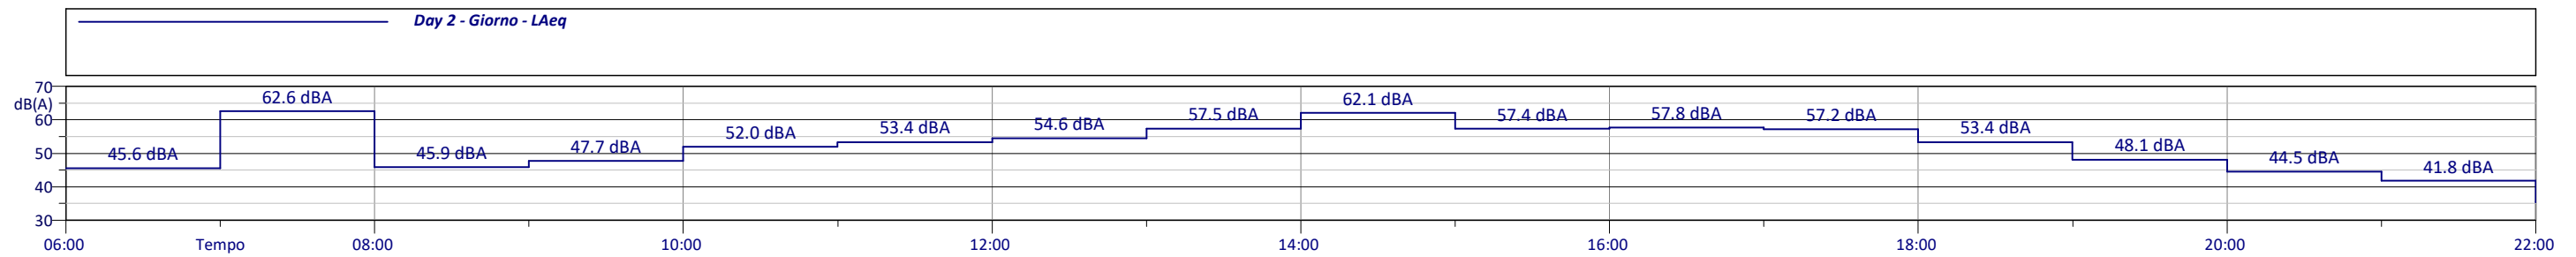 Day 2 - Giorno - LAeq
70
dB(A)
60
50
40
30
45.6 dBA
62.6 dBA
45.9 dBA
47.7 dBA
52.0 dBA
53.4 dBA
54.6 dBA
57.5 dBA
62.1 dBA
57.4 dBA
57.8 dBA
57.2 dBA
53.4 dBA
48.1 dBA
44.5 dBA
41.8 dBA
06:00 Tempo 08:00 10:00 12:00 14:00 16:00 18:00 20:00 22:00